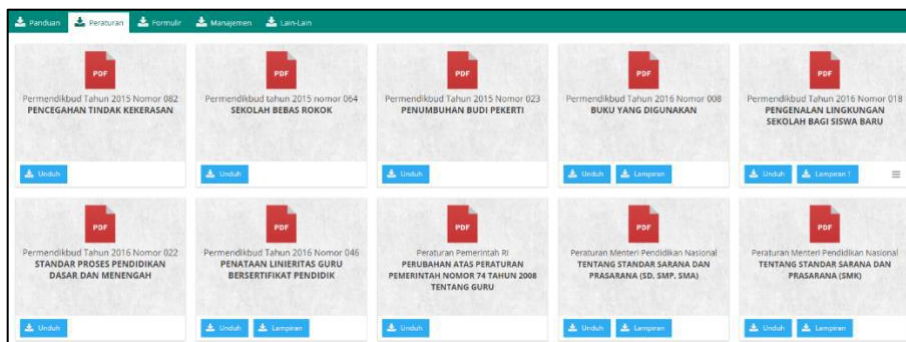 Panduan Peraturan Formulir Manajemen Lain-Lain
PDF
Permendikbud Tahun 2015 Nomor 082
PENCEGAHAN TINDAK KEKERASAN
Unduh
PDF
Permendikbud tahun 2015 nomor 064
SEKOLAH BEBAS ROKOK
Unduh
PDF
Permendikbud Tahun 2015 Nomor 023
PENUMBUHAN BUDI PEKERTI
Unduh
PDF
Permendikbud Tahun 2016 Nomor 008
BUKU YANG DIGUNAKAN
Unduh Lampiran
PDF
Permendikbud Tahun 2016 Nomor 018
PENGENALAN LINGKUNGAN
SEKOLAH BAGI SISWA BARU
Unduh Lampiran 1
PDF
Permendikbud Tahun 2016 Nomor 022
STANDAR PROSES PENDIDIKAN
DASAR DAN MENENGAH
Unduh
PDF
Permendikbud Tahun 2016 Nomor 046
PENATAAN LINIERITAS GURU
BERSERTIFIKAT PENDIDIK
Unduh Lampiran
PDF
Peraturan Pemerintah RI
PERUBAHAN ATAS PERATURAN
PEMERINTAH NOMOR 74 TAHUN 2008
TENTANG GURU
Unduh
PDF
Peraturan Menteri Pendidikan Nasional
TENTANG STANDAR SARANA DAN
PRASARANA (SD, SMP, SMA)
Unduh Lampiran
PDF
Peraturan Menteri Pendidikan Nasional
TENTANG STANDAR SARANA DAN
PRASARANA (SMK)
Unduh Lampiran